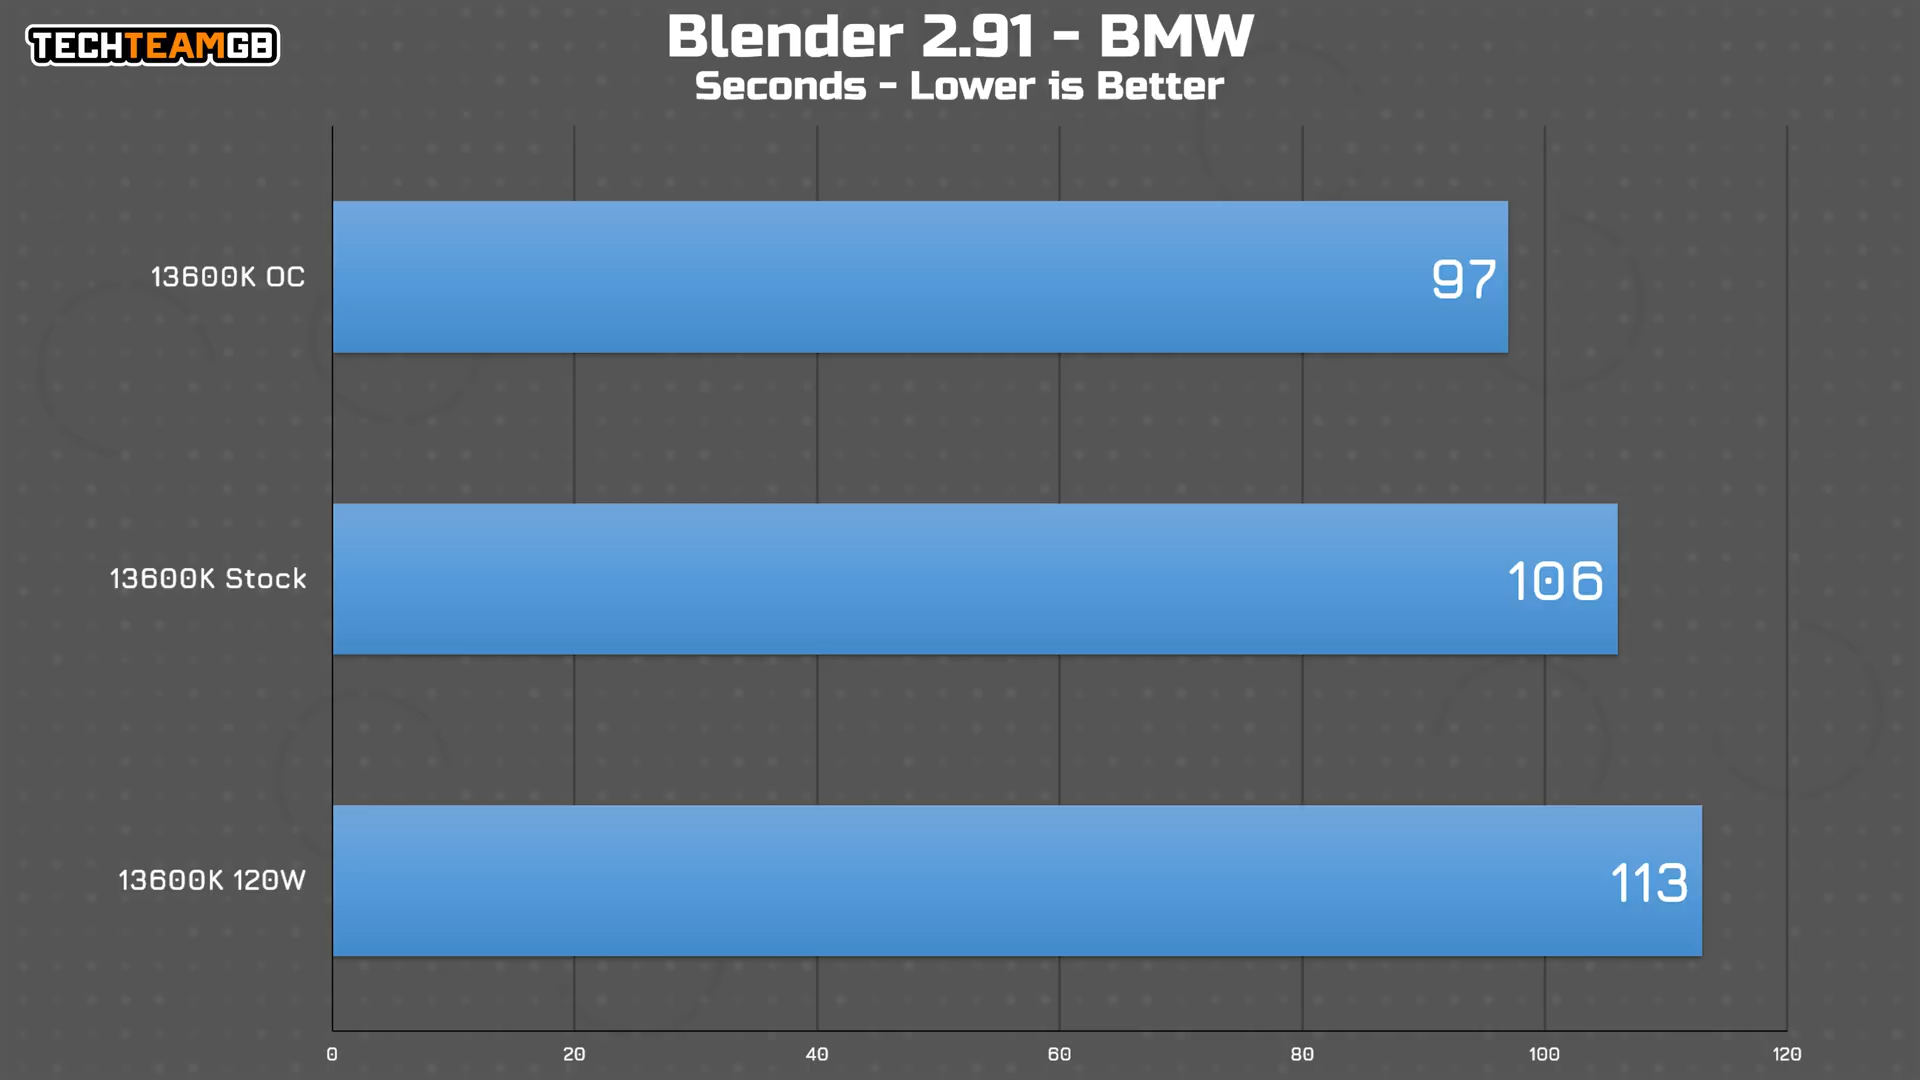 TECHTEAMGB
Blender 2.91 - BMW
Seconds - Lower is Better
13600K OC
97
13600K Stock
106
13600K 120W
113
0 20 40 60 80 100 120